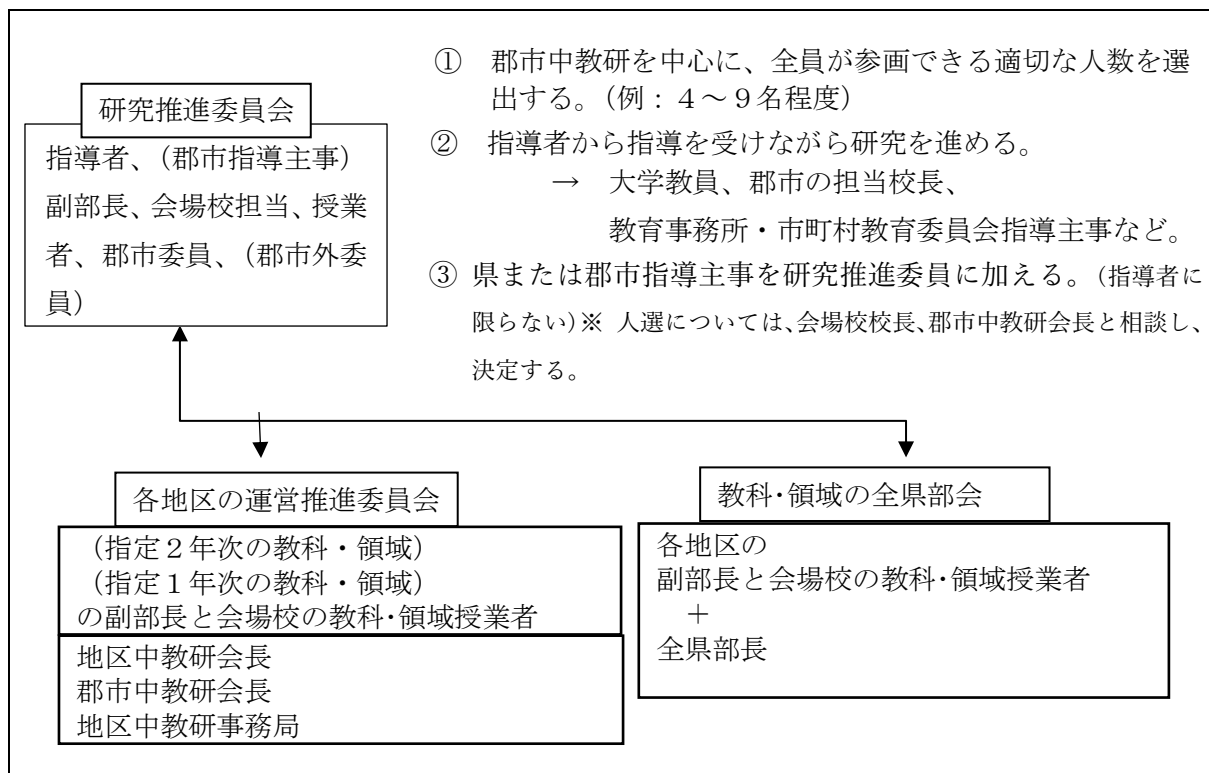 研究推進委員会
指導者、(郡市指導主事)
副部長、会場校担当、授業
者、郡市委員、(郡市外委
員)
① 郡市中教研を中心に、全員が参画できる適切な人数を選
出する。(例:4～9名程度)
② 指導者から指導を受けながら研究を進める。
→ 大学教員、郡市の担当校長、
教育事務所・市町村教育委員会指導主事など。
③ 県または郡市指導主事を研究推進委員に加える。(指導者に
限らない)※ 人選については、会場校校長、郡市中教研会長と相談し、
決定する。
各地区の運営推進委員会
(指定2年次の教科・領域)
(指定1年次の教科・領域)
の副部長と会場校の教科・領域授業者
地区中教研会長
郡市中教研会長
地区中教研事務局
教科・領域の全県部会
各地区の
副部長と会場校の教科・領域授業者
+
全県部長